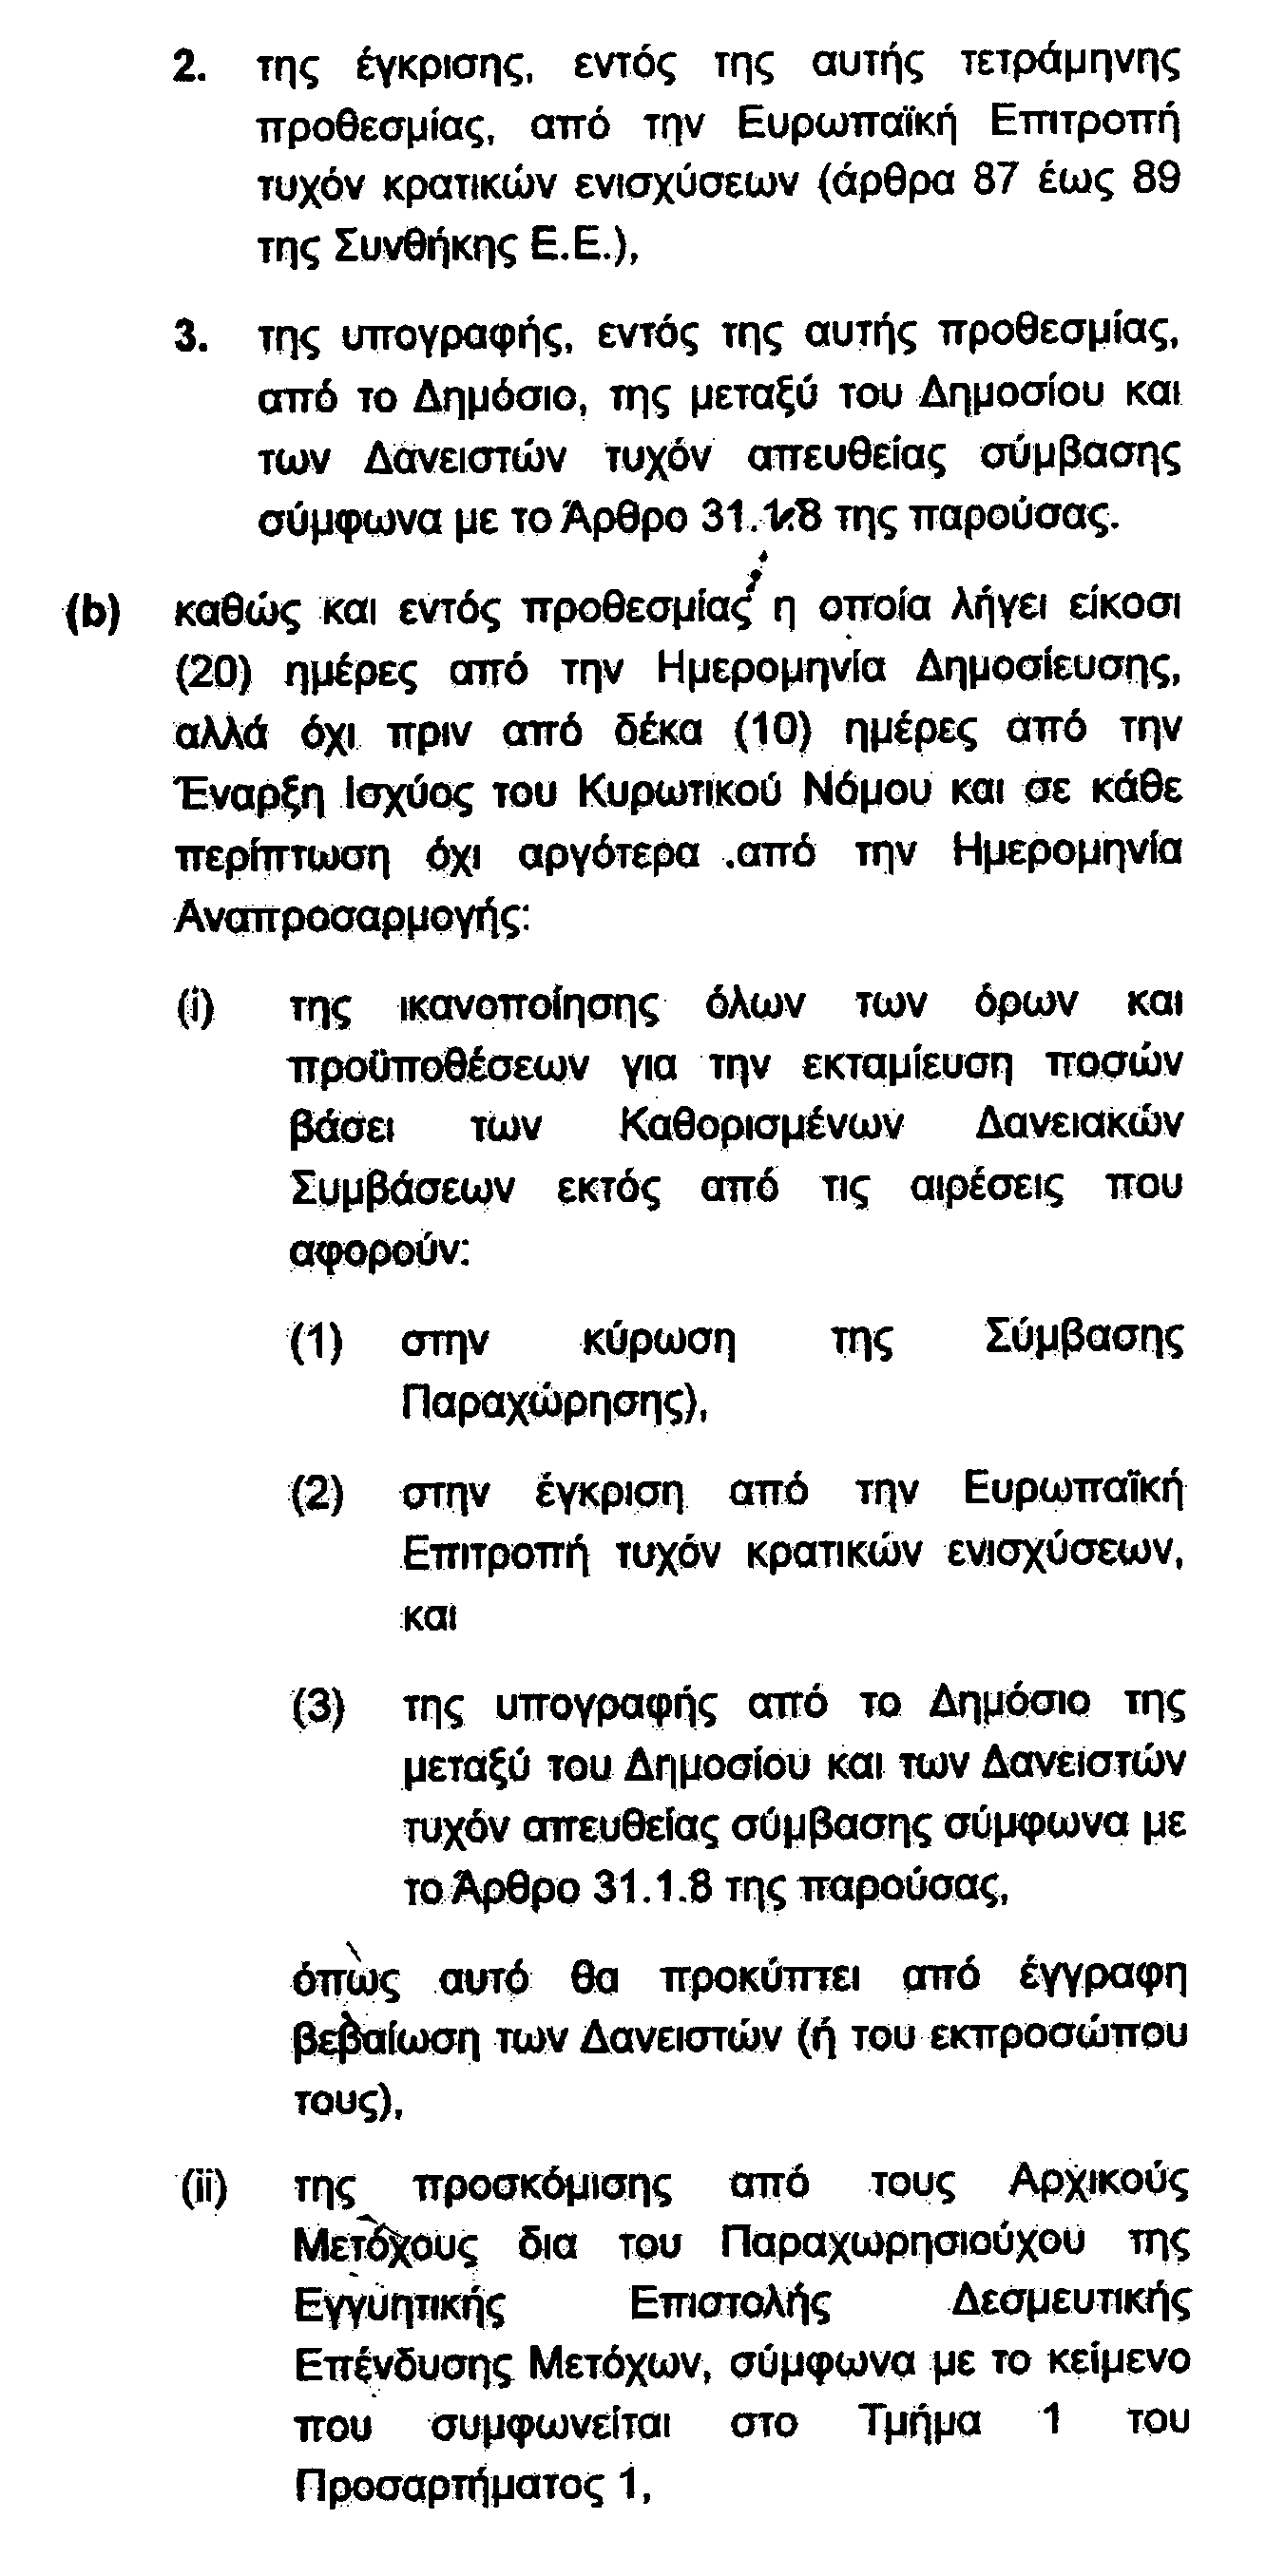 2. της έγκρισης, εντός της αυτής τετράμηνης
προθεσμίας, από την Ευρωπαϊκή Επιτροπή
τυχόν κρατικών ενισχύσεων (άρθρα 87 έως 89
της Συνθήκης Ε.Ε.),
3. της υπογραφής, εντός της αυτής προθεσμίας,
από το Δημόσιο, της μεταξύ του Δημοσίου και
των Δανειστών τυχόν απευθείας σύμβασης
σύμφωνα με το Άρθρο 31.1.8 της παρούσας.
(b) καθώς και εντός προθεσμίας η οποία λήγει είκοσι
(20) ημέρες από την Ημερομηνία Δημοσίευσης,
αλλά όχι πριν από δέκα (10) ημέρες από την
Έναρξη Ισχύος του Κυρωτικού Νόμου και σε κάθε
περίπτωση όχι αργότερα .από την Ημερομηνία
Αναπροσαρμογής:
(i) της ικανοποίησης όλων των όρων και
προϋποθέσεων για την εκταμίευση ποσών
βάσει των Καθορισμένων Δανειακών
Συμβάσεων εκτός από τις αιρέσεις που
αφορούν:
(1) στην κύρωση της Σύμβασης
Παραχώρησης),
(2) στην έγκριση από την Ευρωπαϊκή
Επιτροπή τυχόν κρατικών ενισχύσεων,
και
(3) της υπογραφής από το Δημόσιο της
μεταξύ του Δημοσίου και των Δανειστών
τυχόν απευθείας σύμβασης σύμφωνα με
το Άρθρο 31.1.8 της παρούσας,
όπως αυτό θα προκύπτει από έγγραφη
βεβαίωση των Δανειστών (ή του εκπροσώπου
τους),
(ii) της προσκόμισης από τους Αρχικούς
Μετόχους δια του Παραχωρησιούχου της
Εγγυητικής Επιστολής Δεσμευτικής
Επένδυσης Μετόχων, σύμφωνα με το κείμενο
που συμφωνείται στο Τμήμα 1 του
Προσαρτήματος 1,